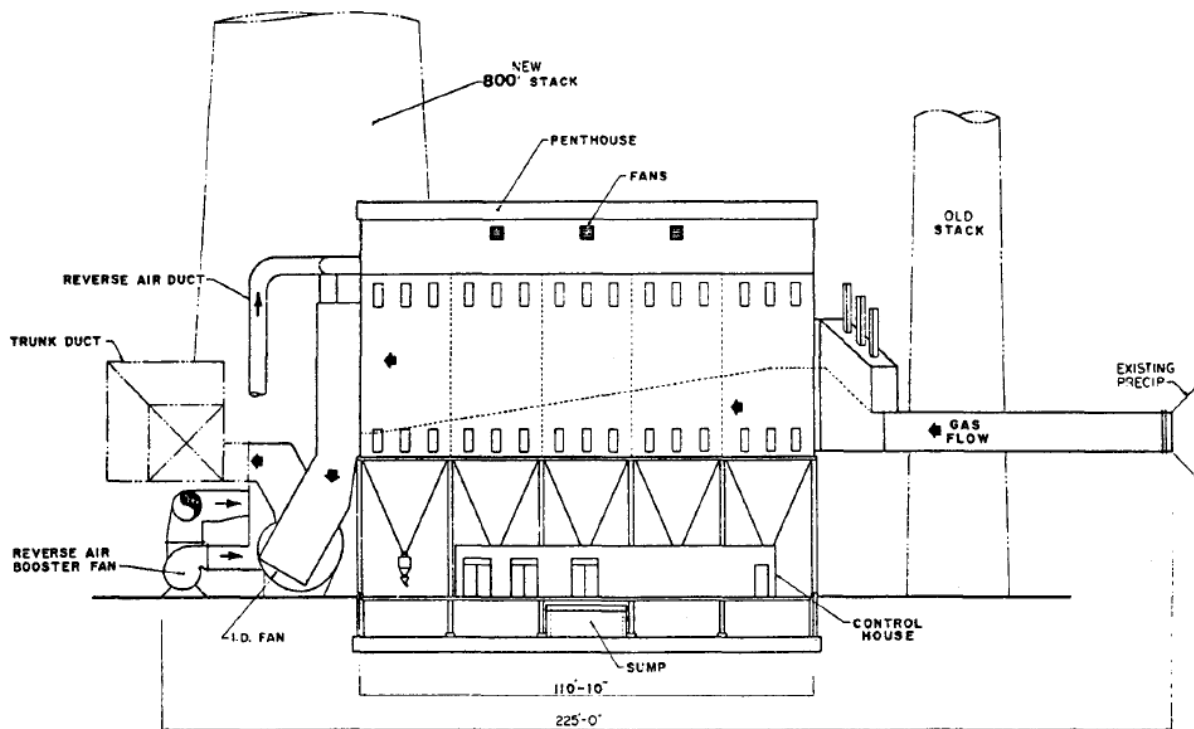 NEW
800' STACK
PENTHOUSE
FANS
OLD
STACK
REVERSE AIR DUCT
TRUNK DUCT
EXISTING
PRECIP.
GAS
FLOW
REVERSE AIR
BOOSTER FAN
I.D. FAN
CONTROL
HOUSE
SUMP
110'-10"
225'-0"